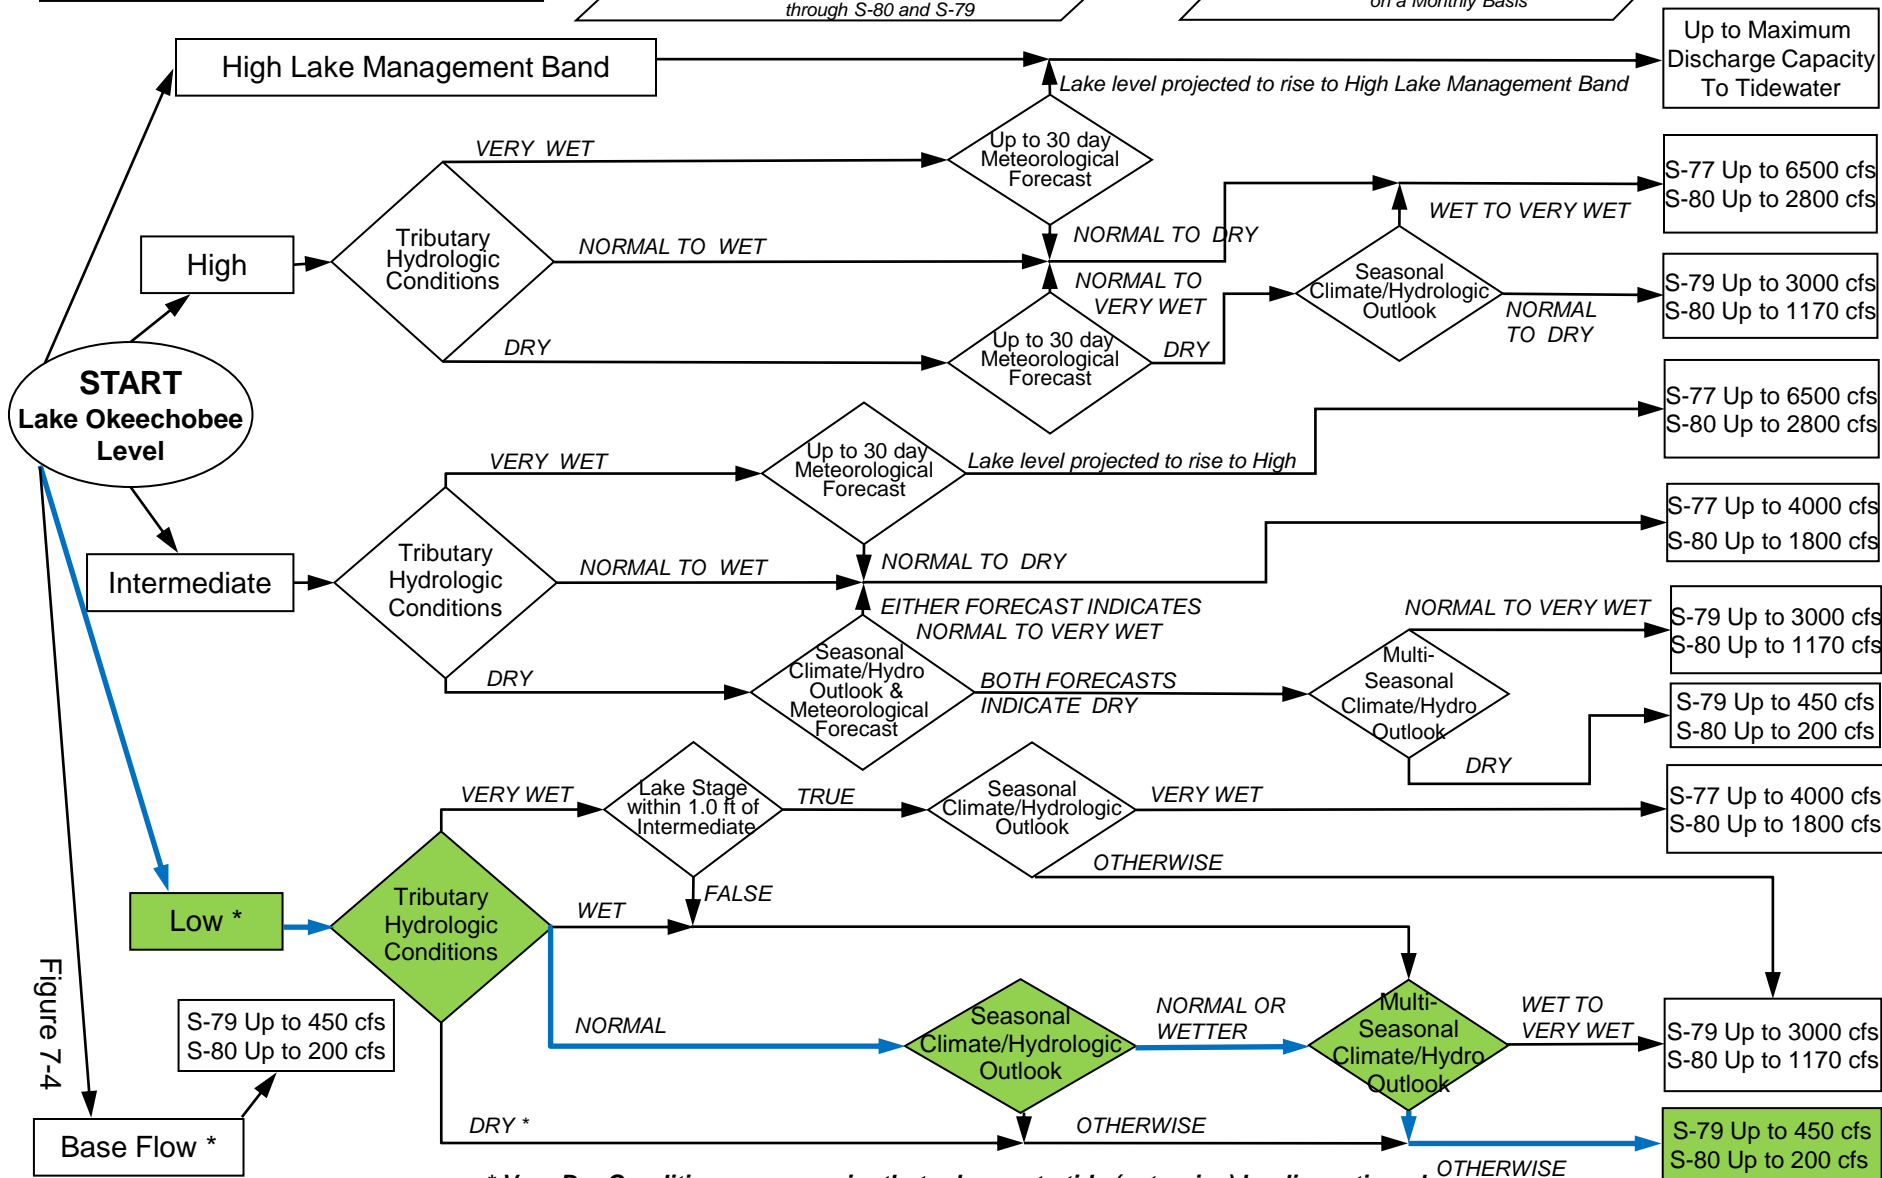 through S-80 and S-79
on a Monthly Basis
Up to Maximum
Discharge Capacity
To Tidewater
High Lake Management Band
Lake level projected to rise to High Lake Management Band
VERY WET
Up to 30 day
Meteorological
Forecast
S-77 Up to 6500 cfs
S-80 Up to 2800 cfs
WET TO VERY WET
High
Tributary
Hydrologic
Conditions
NORMAL TO WET
NORMAL TO DRY
NORMAL TO
VERY WET
Seasonal
Climate/Hydrologic
Outlook
NORMAL
TO DRY
S-79 Up to 3000 cfs
S-80 Up to 1170 cfs
DRY
Up to 30 day
Meteorological
Forecast
DRY
START
Lake Okeechobee
Level
S-77 Up to 6500 cfs
S-80 Up to 2800 cfs
VERY WET
Up to 30 day
Meteorological
Forecast
Lake level projected to rise to High
S-77 Up to 4000 cfs
S-80 Up to 1800 cfs
Intermediate
Tributary
Hydrologic
Conditions
NORMAL TO WET
NORMAL TO DRY
EITHER FORECAST INDICATES
NORMAL TO VERY WET
NORMAL TO VERY WET
S-79 Up to 3000 cfs
S-80 Up to 1170 cfs
DRY
Seasonal
Climate/Hydro
Outlook &
Meteorological
Forecast
BOTH FORECASTS
INDICATE DRY
Multi-
Seasonal
Climate/Hydro
Outlook
S-79 Up to 450 cfs
S-80 Up to 200 cfs
DRY
VERY WET
Lake Stage
within 1.0 ft of
Intermediate
TRUE
Seasonal
Climate/Hydrologic
Outlook
VERY WET
S-77 Up to 4000 cfs
S-80 Up to 1800 cfs
OTHERWISE
FALSE
Low *
Tributary
Hydrologic
Conditions
WET
NORMAL
Seasonal
Climate/Hydrologic
Outlook
NORMAL OR
WETTER
Multi-
Seasonal
Climate/Hydro
Outlook
WET TO
VERY WET
S-79 Up to 3000 cfs
S-80 Up to 1170 cfs
Figure 7-4
S-79 Up to 450 cfs
S-80 Up to 200 cfs
Base Flow *
DRY *
OTHERWISE
OTHERWISE
S-79 Up to 450 cfs
S-80 Up to 200 cfs